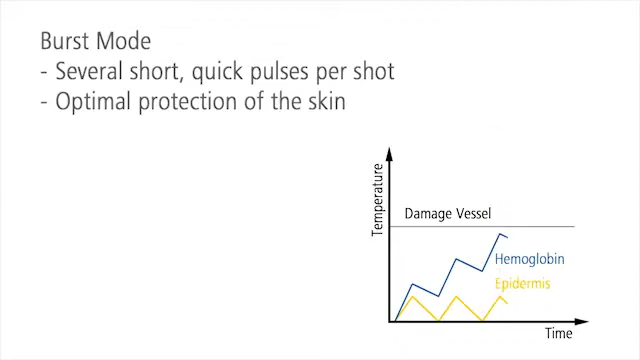 Burst Mode
- Several short, quick pulses per shot
- Optimal protection of the skin
Temperature
Damage Vessel
Hemoglobin
Epidermis
Time